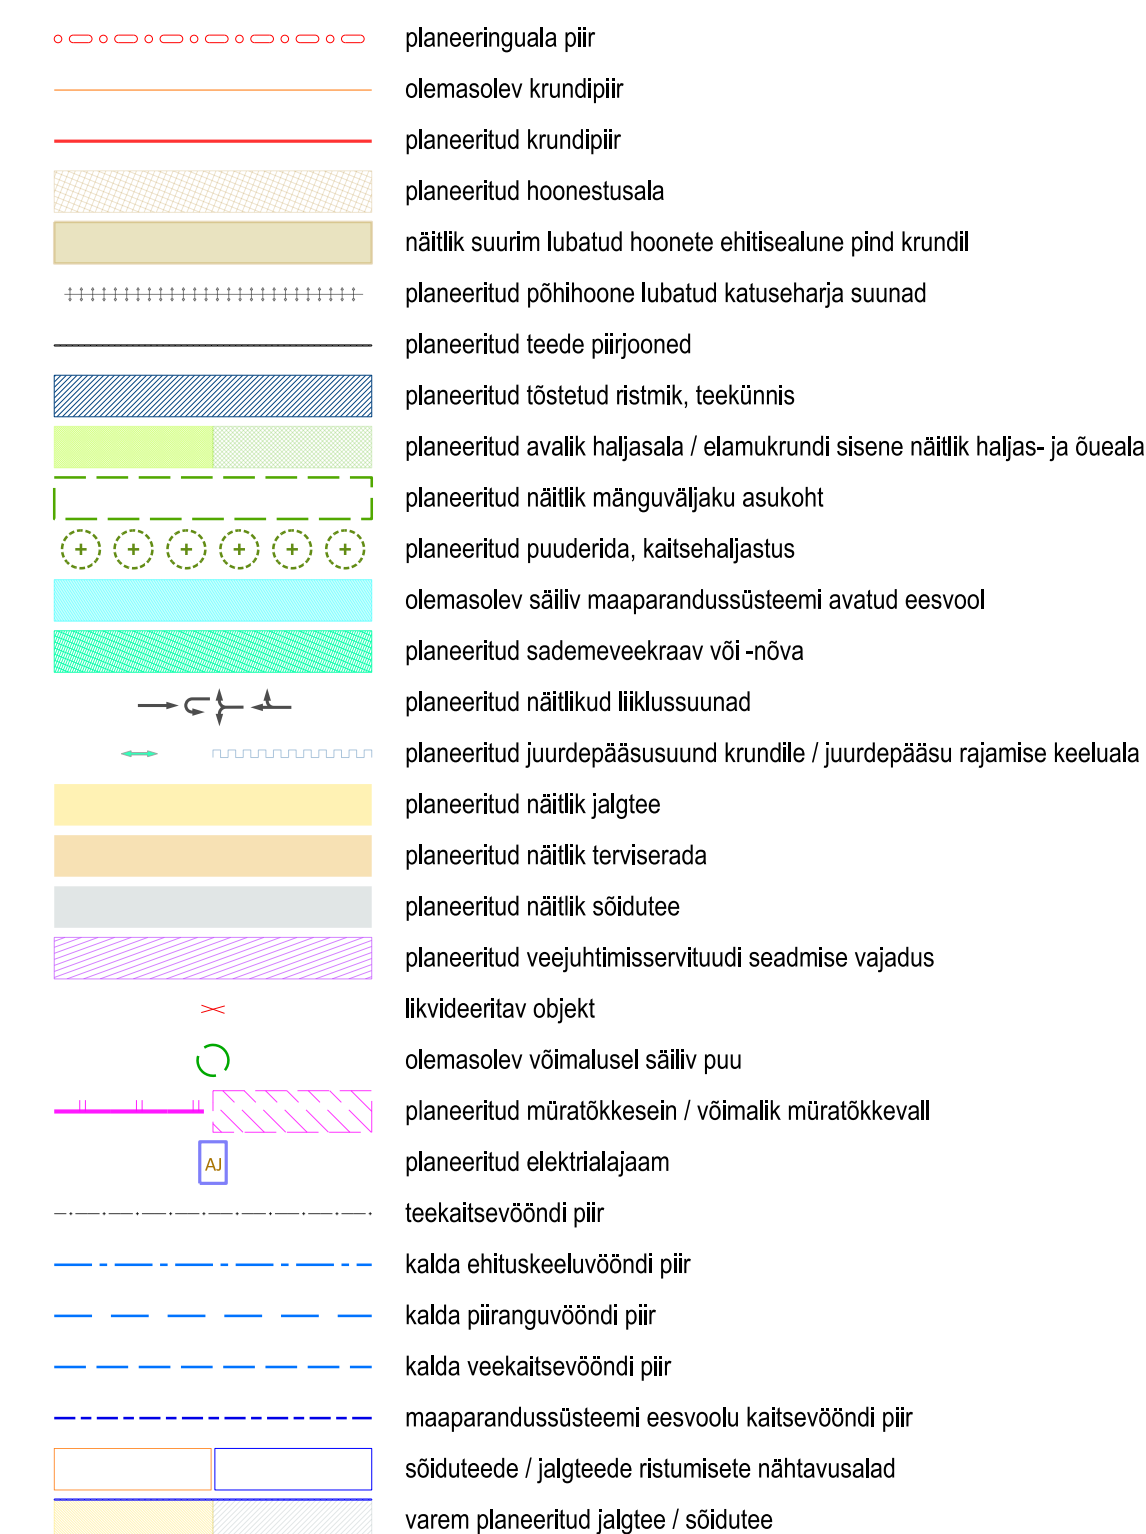 planeeringuala piir
olemasolev krundipiir
planeeritud krundipiir
planeeritud hoonestusala
näitlik suurim lubatud hoonete ehitisealune pind krundil
planeeritud põhihoone lubatud katuseharja suunad
planeeritud teede piirjooned
planeeritud tõstetud ristmik, teekünnis
planeeritud avalik haljasala / elamukrundi sisene näitlik haljas- ja õueala
planeeritud näitlik mänguväljaku asukoht
planeeritud puuderida, kaitsehaljastus
olemasolev säiliv maaparandussüsteemi avatud eesvool
planeeritud sademeveekraav või -nõva
planeeritud näitlikud liiklussuunad
planeeritud juurdepääsusuund krundile / juurdepääsu rajamise keeluala
planeeritud näitlik jalgtee
planeeritud näitlik terviserada
planeeritud näitlik sõidutee
planeeritud veejuhtimisservituudi seadmise vajadus
likvideeritav objekt
olemasolev võimalusel säiliv puu
planeeritud müratõkkesein / võimalik müratõkkevall
AJ planeeritud elektrialajaam
teekaitsevööndi piir
kalda ehituskeeluvööndi piir
kalda piiranguvööndi piir
kalda veekaitsevööndi piir
maaparandussüsteemi eesvoolu kaitsevööndi piir
sõiduteede / jalgteede ristumisete nähtavusalad
varem planeeritud jalgtee / sõidutee